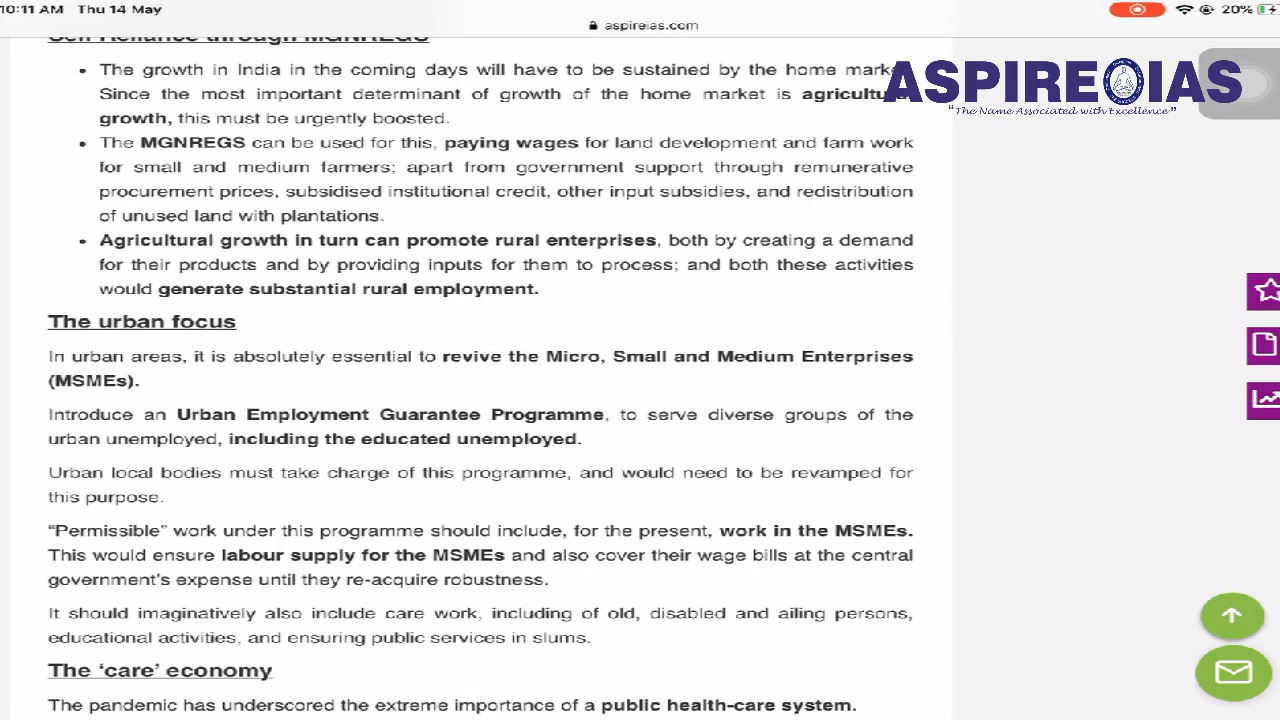 10:11 AM Thu 14 May
20%
aspireias.com
Self Reliance through MGNREGS
ASPIRE IAS
"The Name Associated with Excellence"
• The growth in India in the coming days will have to be sustained by the home
Since the most important determinant of growth of the home market is
growth, this must be urgently boosted.
• The MGNREGS can be used for this, paying wages for land development and farm work
for small and medium farmers; apart from government support through remunerative
procurement prices, subsidised institutional credit, other input subsidies, and redistribution
of unused land with plantations.
• Agricultural growth in turn can promote rural enterprises, both by creating a demand
for their products and by providing inputs for them to process; and both these activities
would generate substantial rural employment.
The urban focus
In urban areas, it is absolutely essential to revive the Micro, Small and Medium Enterprises
(MSMEs).
Introduce an Urban Employment Guarantee Programme, to serve diverse groups of the
urban unemployed, including the educated unemployed.
Urban local bodies must take charge of this programme, and would need to be revamped for
this purpose.
“Permissible” work under this programme should include, for the present, work in the MSMEs.
This would ensure labour supply for the MSMEs and also cover their wage bills at the central
government’s expense until they re-acquire robustness.
It should imaginatively also include care work, including of old, disabled and ailing persons,
educational activities, and ensuring public services in slums.
The ‘care’ economy
The pandemic has underscored the extreme importance of a public health-care system.